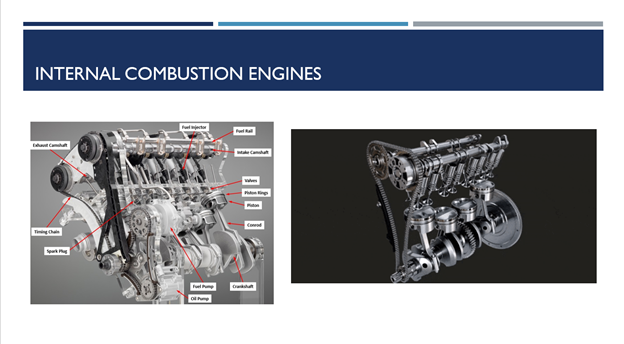 INTERNAL COMBUSTION ENGINES
Fuel Injector
Fuel Rail
Exhaust Camshaft
Intake Camshaft
Valves
Piston Rings
Piston
Conrod
Timing Chain
Spark Plug
Fuel Pump
Crankshaft
Oil Pump